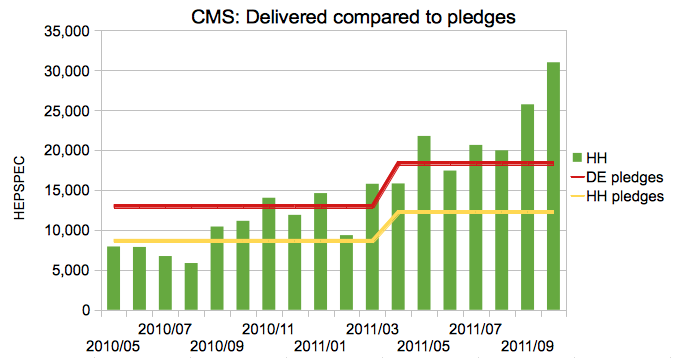 CMS: Delivered compared to pledges
35,000
30,000
25,000
20,000
15,000
10,000
5,000
0
HEPSPEC
HH
DE pledges
HH pledges
2010/07 2010/11 2011/03 2011/07
2010/05 2010/09 2011/01 2011/05 2011/09